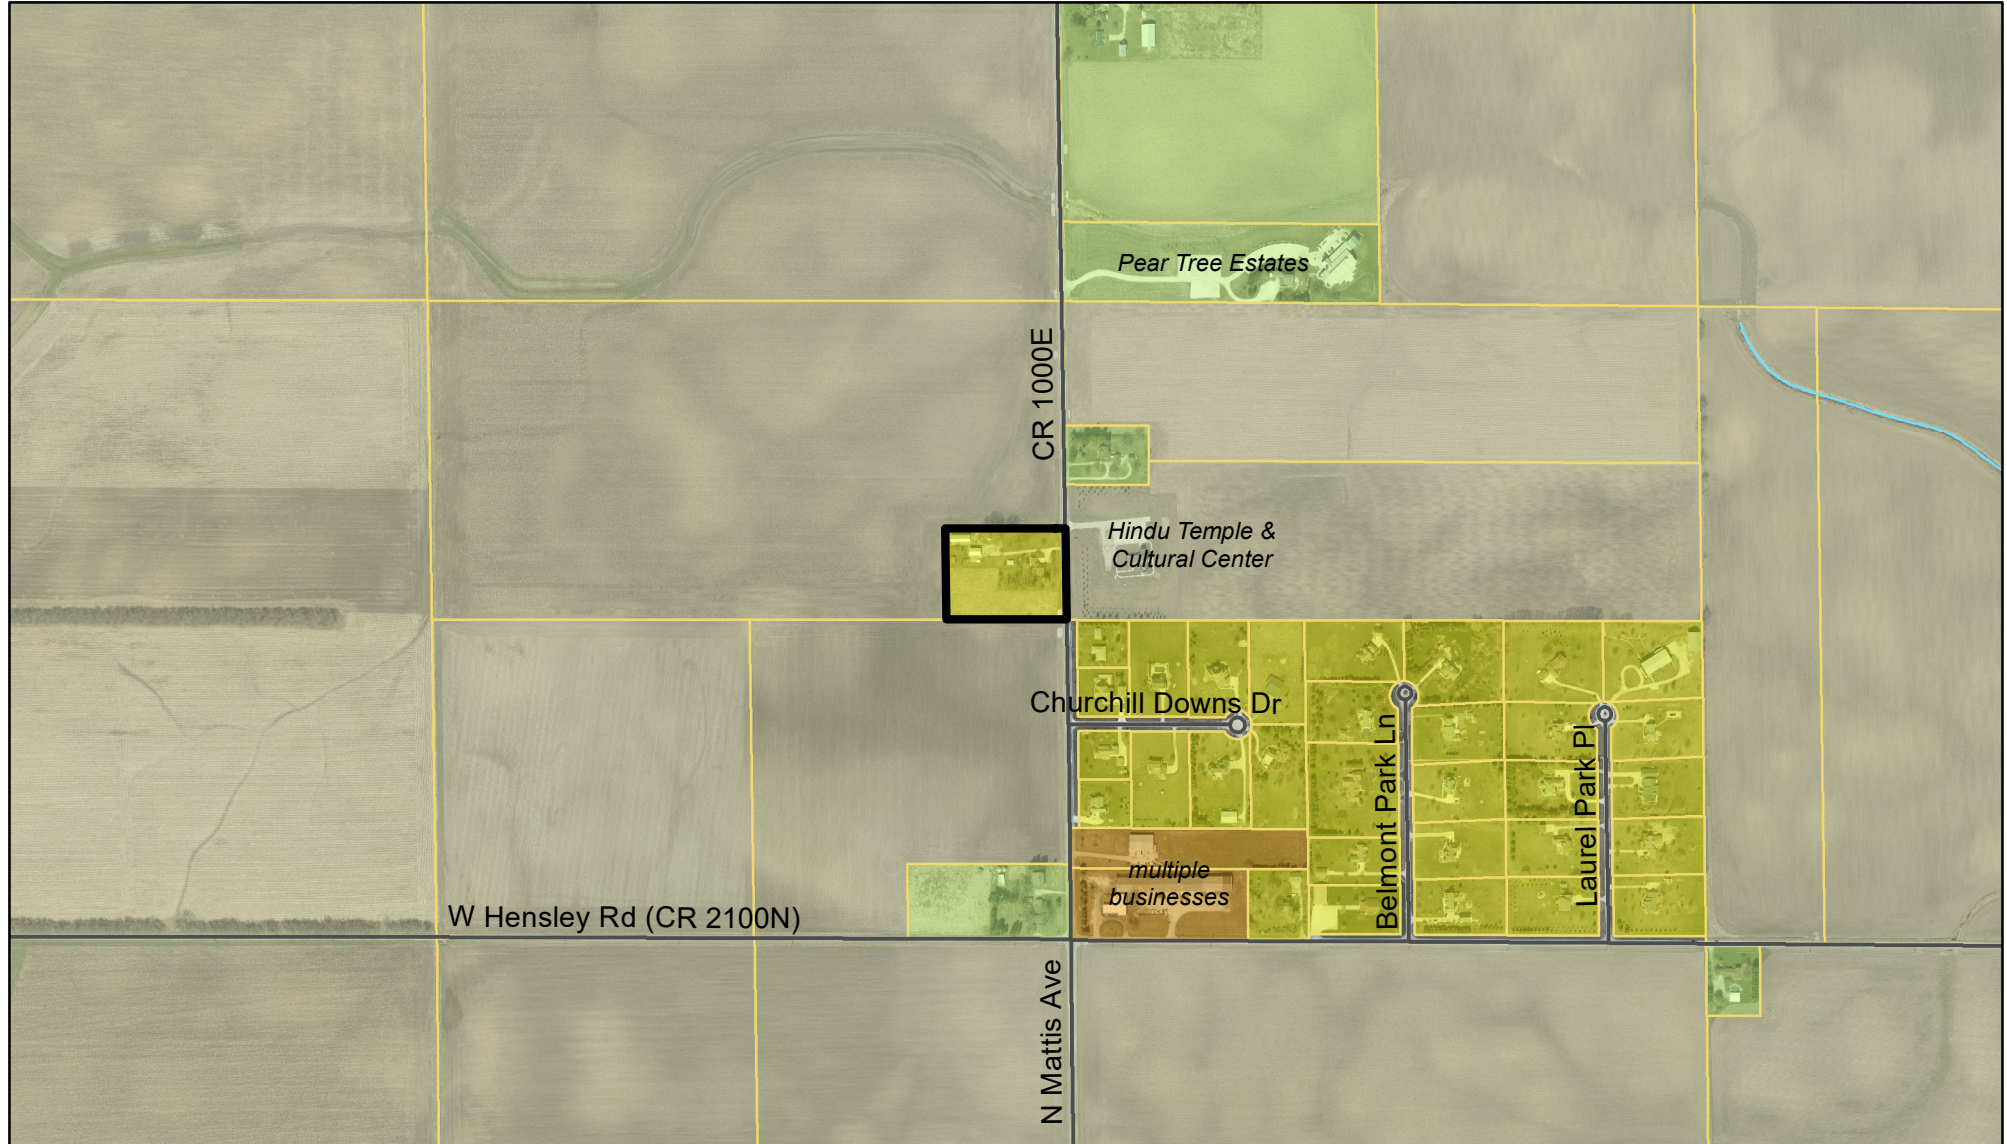 Pear Tree Estates
CR 1000E
Hindu Temple &
Cultural Center
Churchill Downs Dr
Belmont Park Ln
Laurel Park Pl
multiple
businesses
W Hensley Rd (CR 2100N)
N Mattis Ave